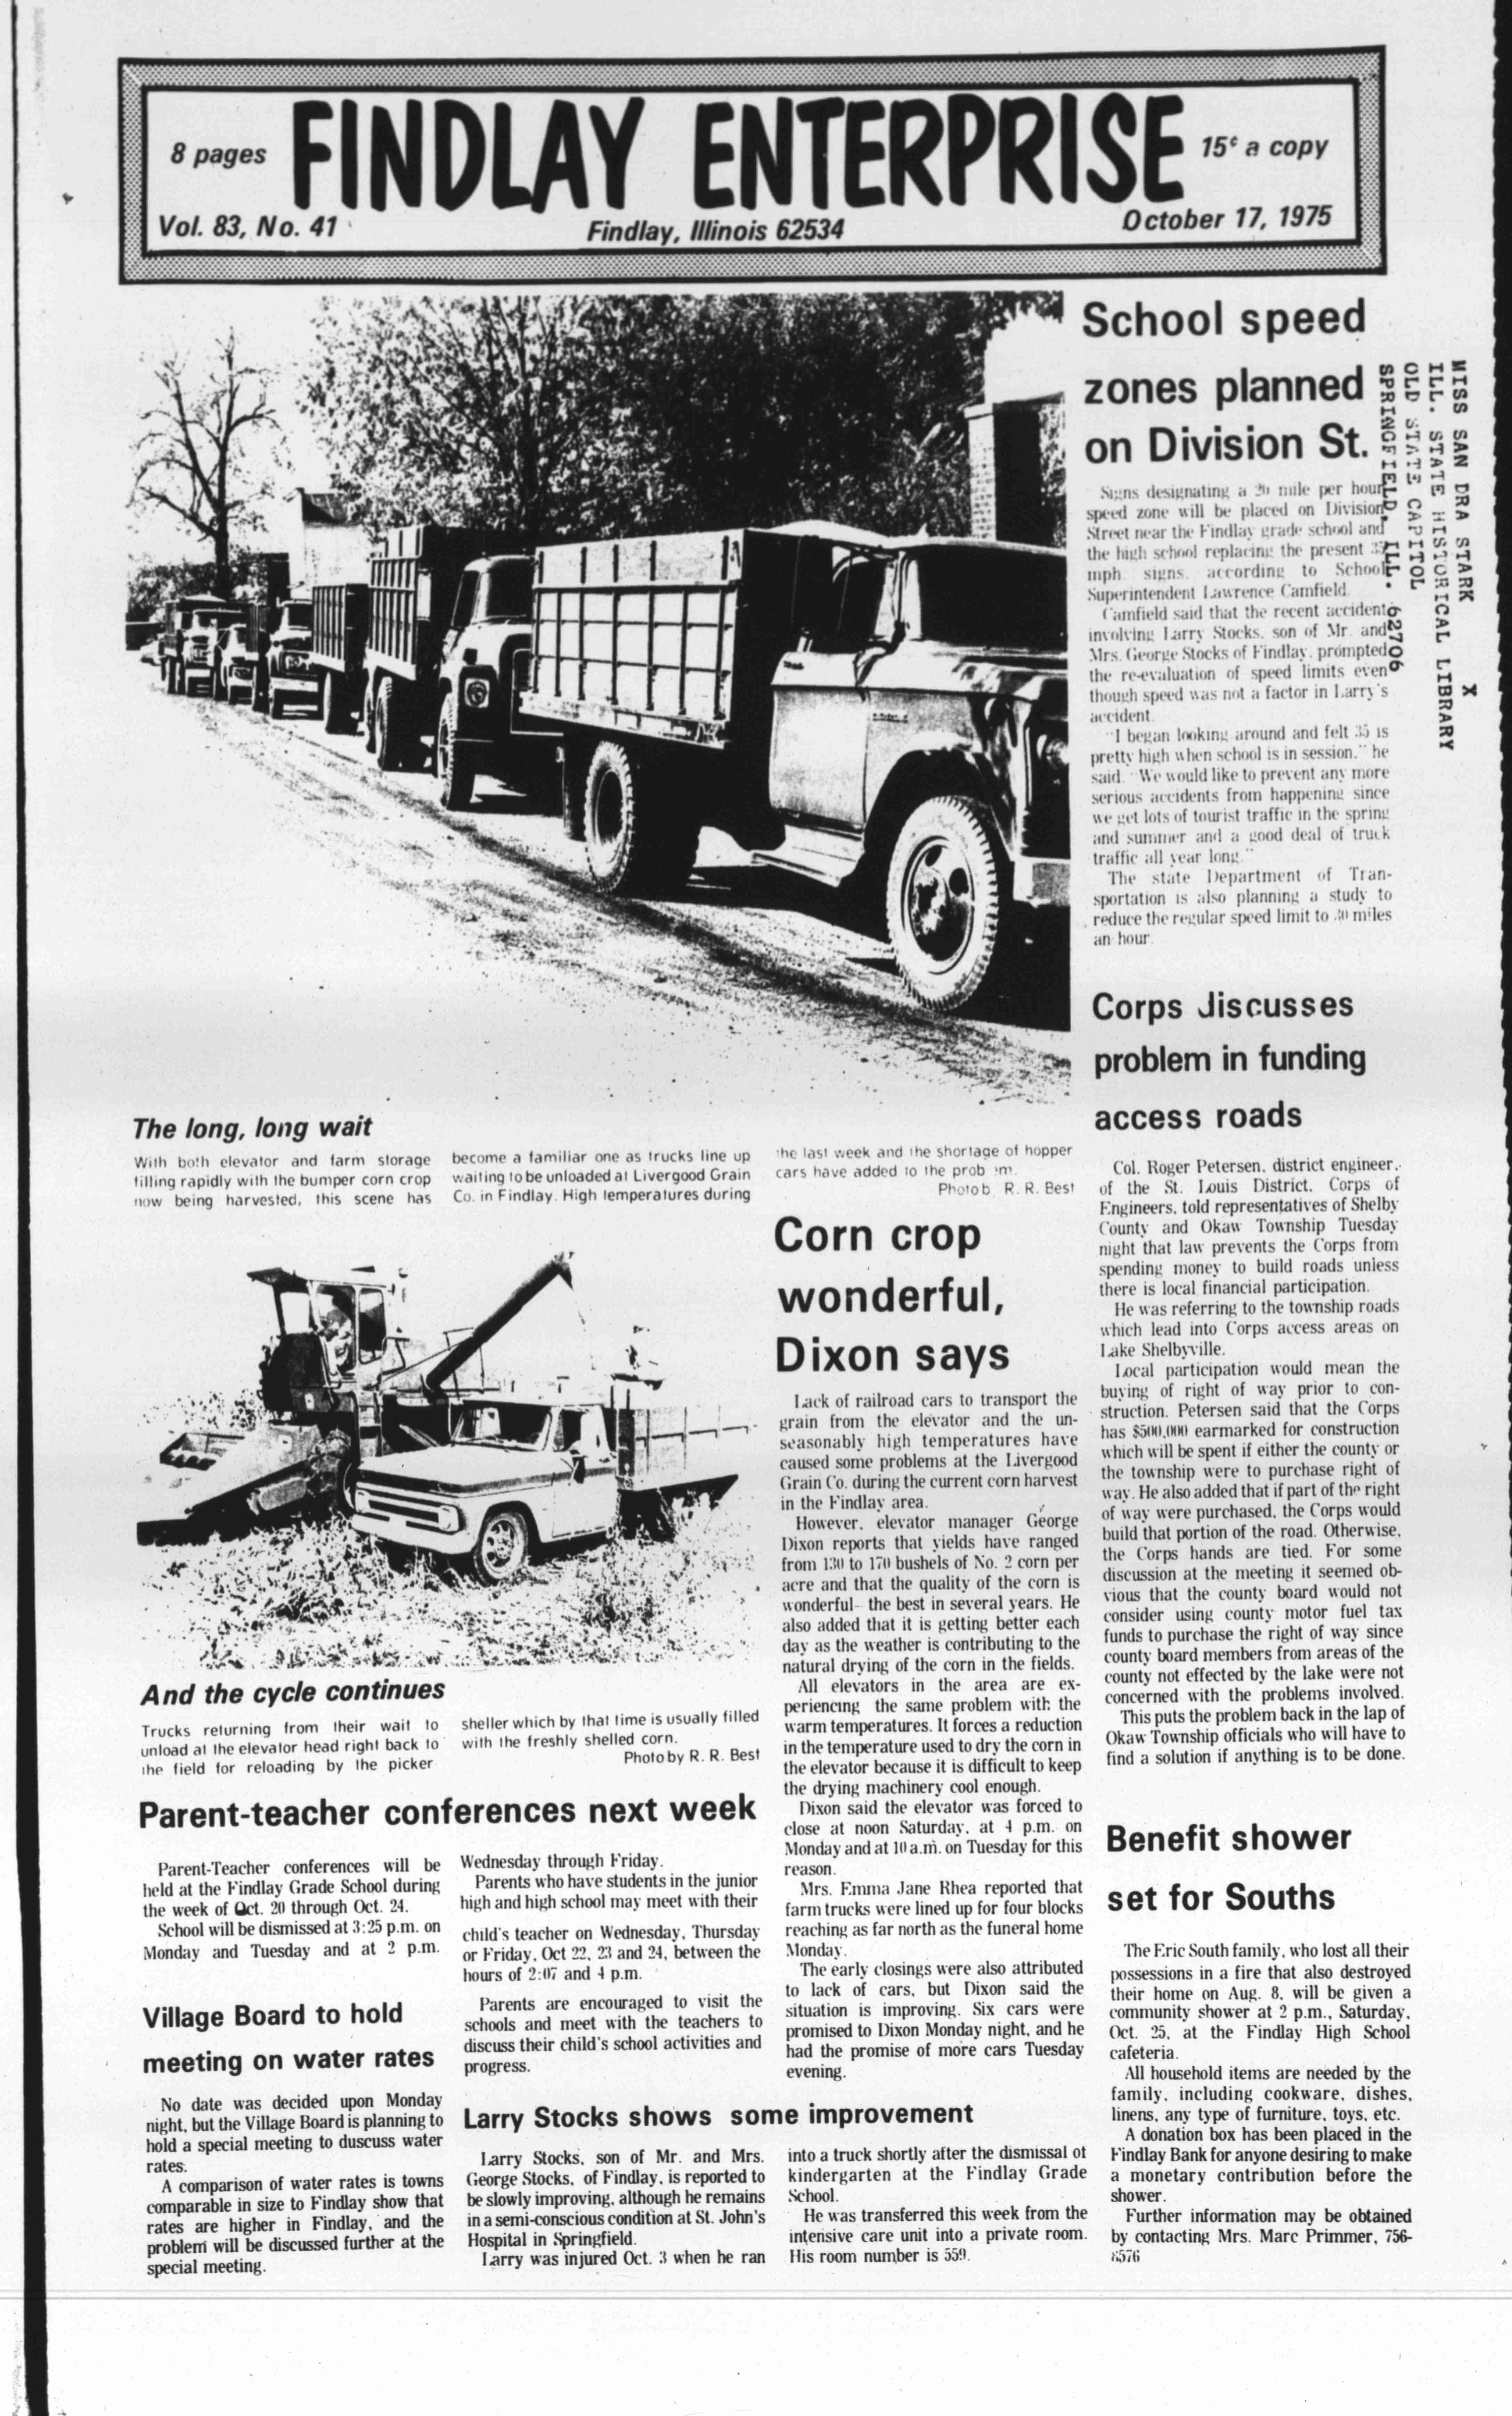 8 pages
FINDLAY ENTERPRISE
15¢ a copy
Vol. 83, No. 41
Findlay, Illinois 62534
October 17, 1975
School speed
zones planned
on Division St.
Signs designating a 20 mile per hour
speed zone will be placed on Division
Street near the Findlay grade school and
the high school replacing the present 35
mph signs, according to School
Superintendent Lawrence Camfield.
Camfield said that the recent accident
involving Larry Stocks, son of Mr. and
Mrs. George Stocks of Findlay, prompted
the re-evaluation of speed limits even
though speed was not a factor in Larry's
accident.
"I began looking around and felt 35 is
pretty high when school is in session," he
said. "We would like to prevent any more
serious accidents from happening since
we get lots of tourist traffic in the spring
and summer and a good deal of truck
traffic all year long."
The state Department of Tran-
sportation is also planning a study to
reduce the regular speed limit to 30 miles
an hour.
MISS SAN DRA STARK X
ILL. STATE HISTORICAL LIBRARY
OLD STATE CAPITOL
SPRINGFIELD, ILL. 62706
Corps discusses
problem in funding
access roads
Col. Roger Petersen, district engineer,
of the St. Louis District, Corps of
Engineers, told representatives of Shelby
County and Okaw Township Tuesday
night that law prevents the Corps from
spending money to build roads unless
there is local financial participation.
He was referring to the township roads
which lead into Corps access areas on
Lake Shelbyville.
Local participation would mean the
buying of right of way prior to con-
struction. Petersen said that the Corps
has $500,000 earmarked for construction
which will be spent if either the county or
the township were to purchase right of
way. He also added that if part of the right
of way were purchased, the Corps would
build that portion of the road. Otherwise,
the Corps hands are tied. For some
discussion at the meeting it seemed ob-
vious that the county board would not
consider using county motor fuel tax
funds to purchase the right of way since
county board members from areas of the
county not effected by the lake were not
concerned with the problems involved.
This puts the problem back in the lap of
Okaw Township officials who will have to
find a solution if anything is to be done.
Benefit shower
set for Souths
The Eric South family, who lost all their
possessions in a fire that also destroyed
their home on Aug. 8, will be given a
community shower at 2 p.m., Saturday,
Oct. 25, at the Findlay High School
cafeteria.
All household items are needed by the
family, including cookware, dishes,
linens, any type of furniture, toys, etc.
A donation box has been placed in the
Findlay Bank for anyone desiring to make
a monetary contribution before the
shower.
Further information may be obtained
by contacting Mrs. Marc Primmer, 756-
8576
The long, long wait
With both elevator and farm storage
filling rapidly with the bumper corn crop
now being harvested, this scene has
become a familiar one as trucks line up
waiting to be unloaded at Livergood Grain
Co. in Findlay. High temperatures during
the last week and the shortage of hopper
cars have added to the prob em.
Photo b R. R. Best
Corn crop
wonderful,
Dixon says
Lack of railroad cars to transport the
grain from the elevator and the un-
seasonably high temperatures have
caused some problems at the Livergood
Grain Co. during the current corn harvest
in the Findlay area.
However, elevator manager George
Dixon reports that yields have ranged
from 130 to 170 bushels of No. 2 corn per
acre and that the quality of the corn is
wonderful- the best in several years. He
also added that it is getting better each
day as the weather is contributing to the
natural drying of the corn in the fields.
All elevators in the area are ex-
periencing the same problem with the
warm temperatures. It forces a reduction
in the temperature used to dry the corn in
the elevator because it is difficult to keep
the drying machinery cool enough.
Dixon said the elevator was forced to
close at noon Saturday, at 4 p.m. on
Monday and at 10 a.m. on Tuesday for this
reason.
Mrs. Emma Jane Rhea reported that
farm trucks were lined up for four blocks
reaching as far north as the funeral home
Monday.
The early closings were also attributed
to lack of cars, but Dixon said the
situation is improving. Six cars were
promised to Dixon Monday night, and he
had the promise of more cars Tuesday
evening.
And the cycle continues
Trucks returning from their wait to
unload at the elevator head right back to
the field for reloading by the picker
sheller which by that time is usually filled
with the freshly shelled corn.
Photo by R. R. Best
Parent-teacher conferences next week
Parent-Teacher conferences will be
held at the Findlay Grade School during
the week of Oct. 20 through Oct. 24.
School will be dismissed at 3:25 p.m. on
Monday and Tuesday and at 2 p.m.
Wednesday through Friday.
Parents who have students in the junior
high and high school may meet with their
child's teacher on Wednesday, Thursday
or Friday, Oct 22, 23 and 24, between the
hours of 2:07 and 4 p.m.
Parents are encouraged to visit the
schools and meet with the teachers to
discuss their child's school activities and
progress.
Village Board to hold
meeting on water rates
No date was decided upon Monday
night, but the Village Board is planning to
hold a special meeting to duscuss water
rates.
A comparison of water rates is towns
comparable in size to Findlay show that
rates are higher in Findlay, and the
problem will be discussed further at the
special meeting.
Larry Stocks shows some improvement
Larry Stocks, son of Mr. and Mrs.
George Stocks, of Findlay, is reported to
be slowly improving, although he remains
in a semi-conscious condition at St. John's
Hospital in Springfield.
Larry was injured Oct. 3 when he ran
into a truck shortly after the dismissal of
kindergarten at the Findlay Grade
School.
He was transferred this week from the
intensive care unit into a private room.
His room number is 559.